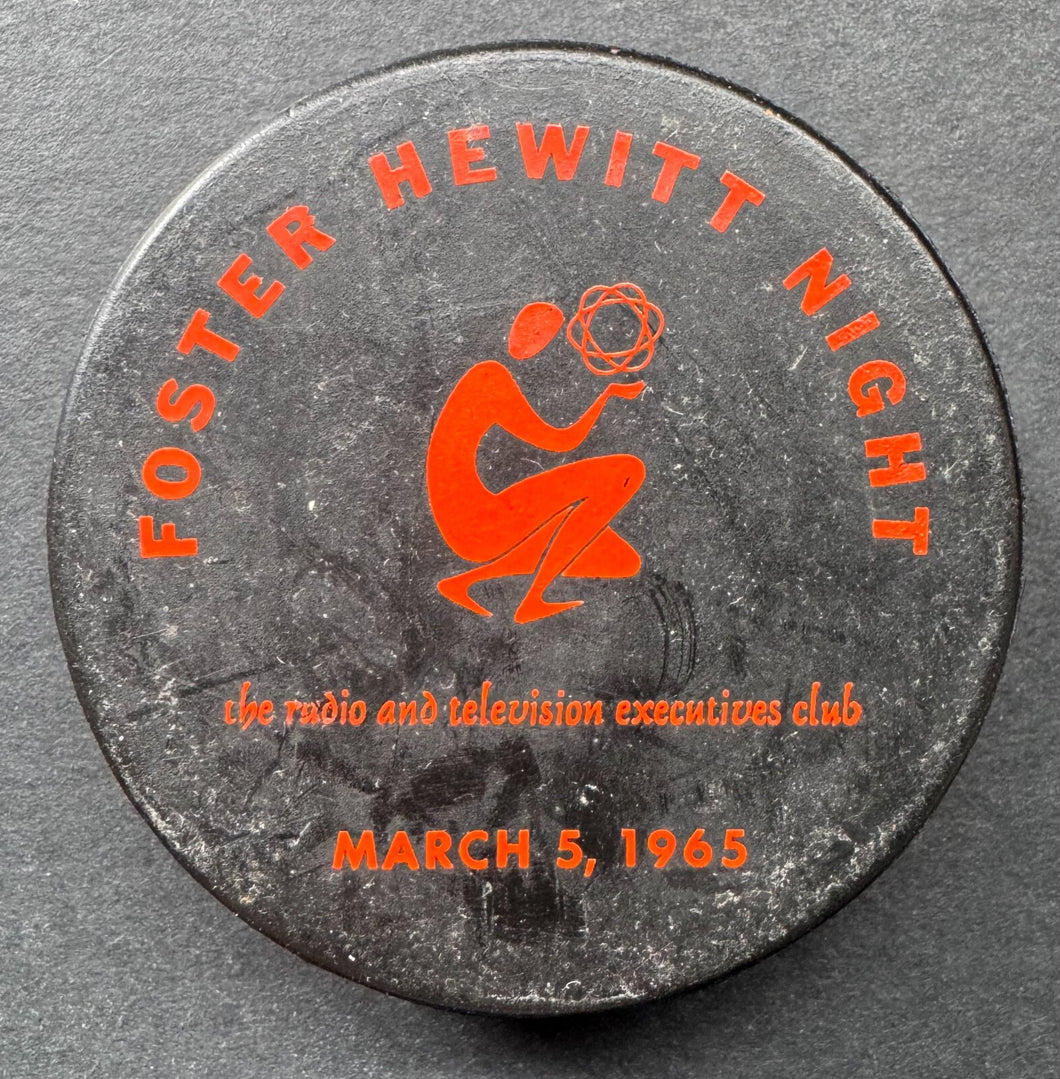 FOSTER HEWITT NIGHT
the radio and television executives club
MARCH 5, 1965